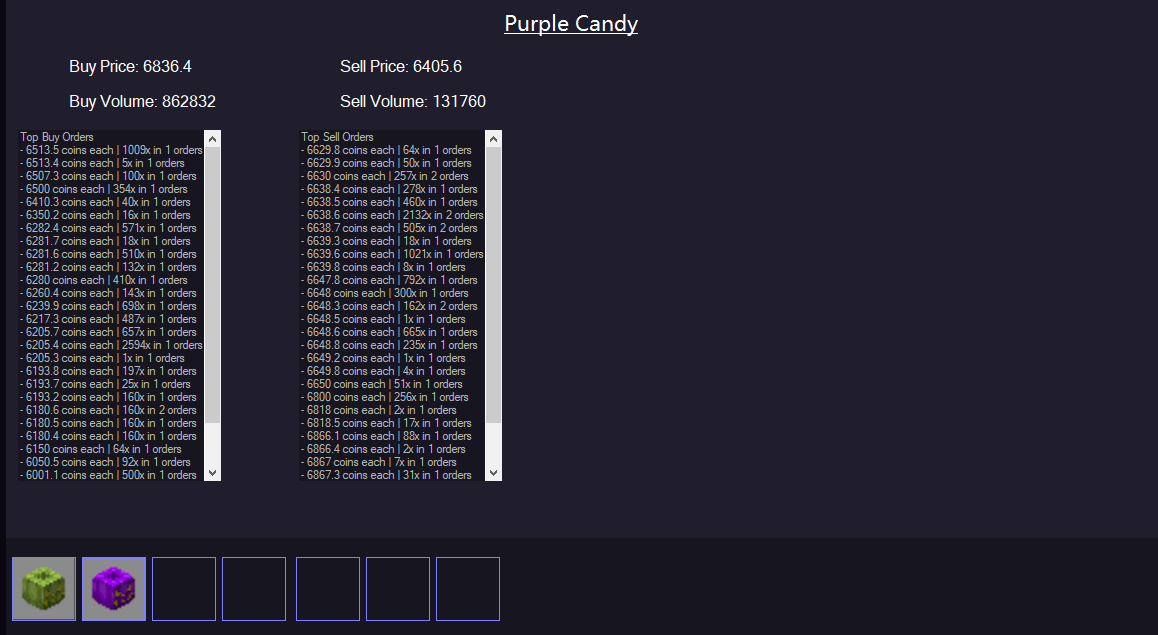 Purple Candy
Buy Price: 6836.4
Sell Price: 6405.6
Buy Volume: 862832
Sell Volume: 131760
Top Buy Orders
- 6513.5 coins each | 1009x in 1 orders
- 6513.4 coins each | 5x in 1 orders
- 6507.3 coins each | 100x in 1 orders
- 6500 coins each | 354x in 1 orders
- 6410.3 coins each | 40x in 1 orders
- 6350.2 coins each | 16x in 1 orders
- 6282.4 coins each | 571x in 1 orders
- 6281.7 coins each | 18x in 1 orders
- 6281.6 coins each | 510x in 1 orders
- 6281.2 coins each | 132x in 1 orders
- 6280 coins each | 410x in 1 orders
- 6260.4 coins each | 143x in 1 orders
- 6239.9 coins each | 698x in 1 orders
- 6217.3 coins each | 487x in 1 orders
- 6205.7 coins each | 657x in 1 orders
- 6205.4 coins each | 2594x in 1 orders
- 6205.3 coins each | 1x in 1 orders
- 6193.8 coins each | 197x in 1 orders
- 6193.7 coins each | 25x in 1 orders
- 6193.2 coins each | 160x in 1 orders
- 6180.6 coins each | 160x in 2 orders
- 6180.5 coins each | 160x in 1 orders
- 6180.4 coins each | 160x in 1 orders
- 6150 coins each | 64x in 1 orders
- 6050.5 coins each | 92x in 1 orders
- 6001.1 coins each | 500x in 1 orders
Top Sell Orders
- 6629.8 coins each | 64x in 1 orders
- 6629.9 coins each | 50x in 1 orders
- 6630 coins each | 257x in 2 orders
- 6638.4 coins each | 278x in 1 orders
- 6638.5 coins each | 460x in 1 orders
- 6638.6 coins each | 2132x in 2 orders
- 6638.7 coins each | 505x in 2 orders
- 6639.3 coins each | 18x in 1 orders
- 6639.6 coins each | 1021x in 1 orders
- 6639.8 coins each | 8x in 1 orders
- 6647.8 coins each | 792x in 1 orders
- 6648 coins each | 300x in 1 orders
- 6648.3 coins each | 162x in 2 orders
- 6648.5 coins each | 1x in 1 orders
- 6648.6 coins each | 665x in 1 orders
- 6648.8 coins each | 235x in 1 orders
- 6649.2 coins each | 1x in 1 orders
- 6649.8 coins each | 4x in 1 orders
- 6650 coins each | 51x in 1 orders
- 6800 coins each | 256x in 1 orders
- 6818 coins each | 2x in 1 orders
- 6818.5 coins each | 17x in 1 orders
- 6866.1 coins each | 88x in 1 orders
- 6866.4 coins each | 2x in 1 orders
- 6867 coins each | 7x in 1 orders
- 6867.3 coins each | 31x in 1 orders